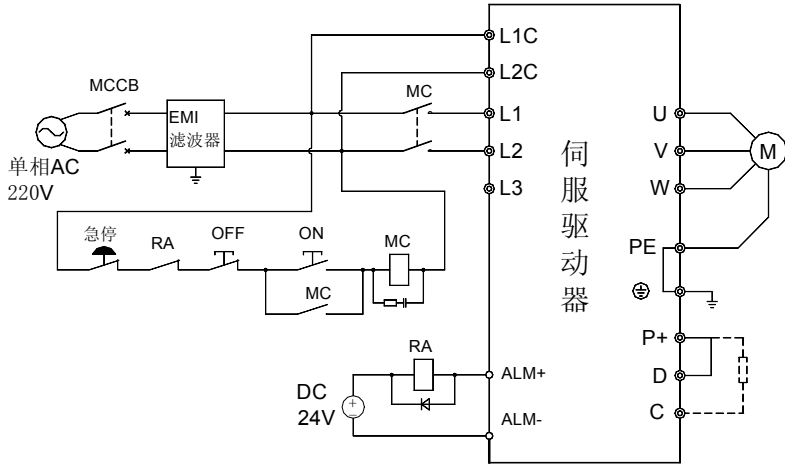 L1C
L2C
MCCB
EMI
滤波器
MC
L1
L2
L3
单相AC
220V
伺服驱动器
U
V
W
M
PE
急停
RA
OFF
ON
MC
MC
P+
D
C
RA
DC
24V
ALM+
ALM-